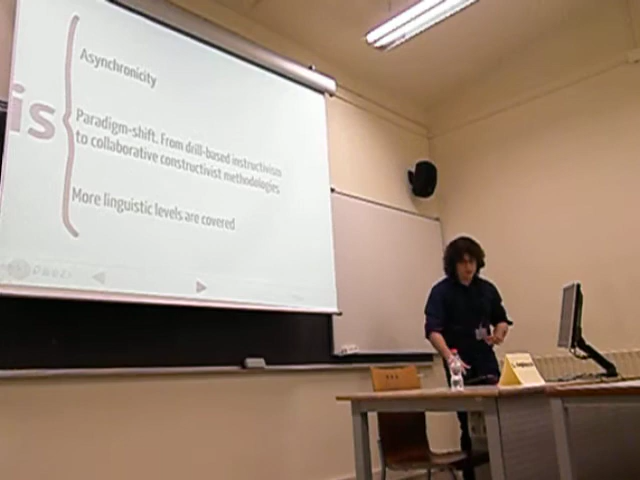 Asynchronicity
is
Paradigm-shift. From drill-based instructivism
to collaborative constructivist methodologies
More linguistic levels are covered